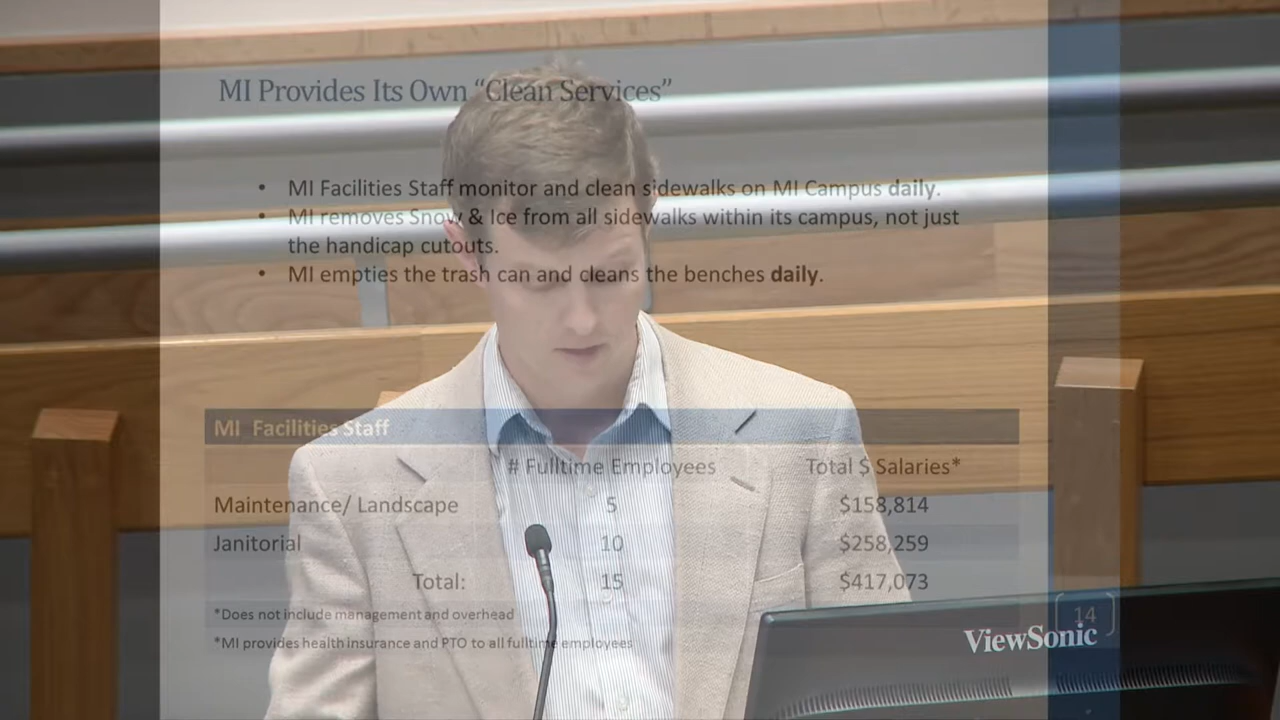 MI Provides Its Own “Clean Services”
• MI Facilities Staff monitor and clean sidewalks on MI Campus daily.
• MI removes Snow & Ice from all sidewalks within its campus, not just
the handicap cutouts.
• MI empties the trash can and cleans the benches daily.
MI Facilities Staff
# Fulltime Employees Total $ Salaries*
Maintenance/ Landscape 5 $158,814
Janitorial 10 $258,259
Total: 15 $417,073
*Does not include management and overhead
*MI provides health insurance and PTO to all fulltime employees
14
ViewSonic